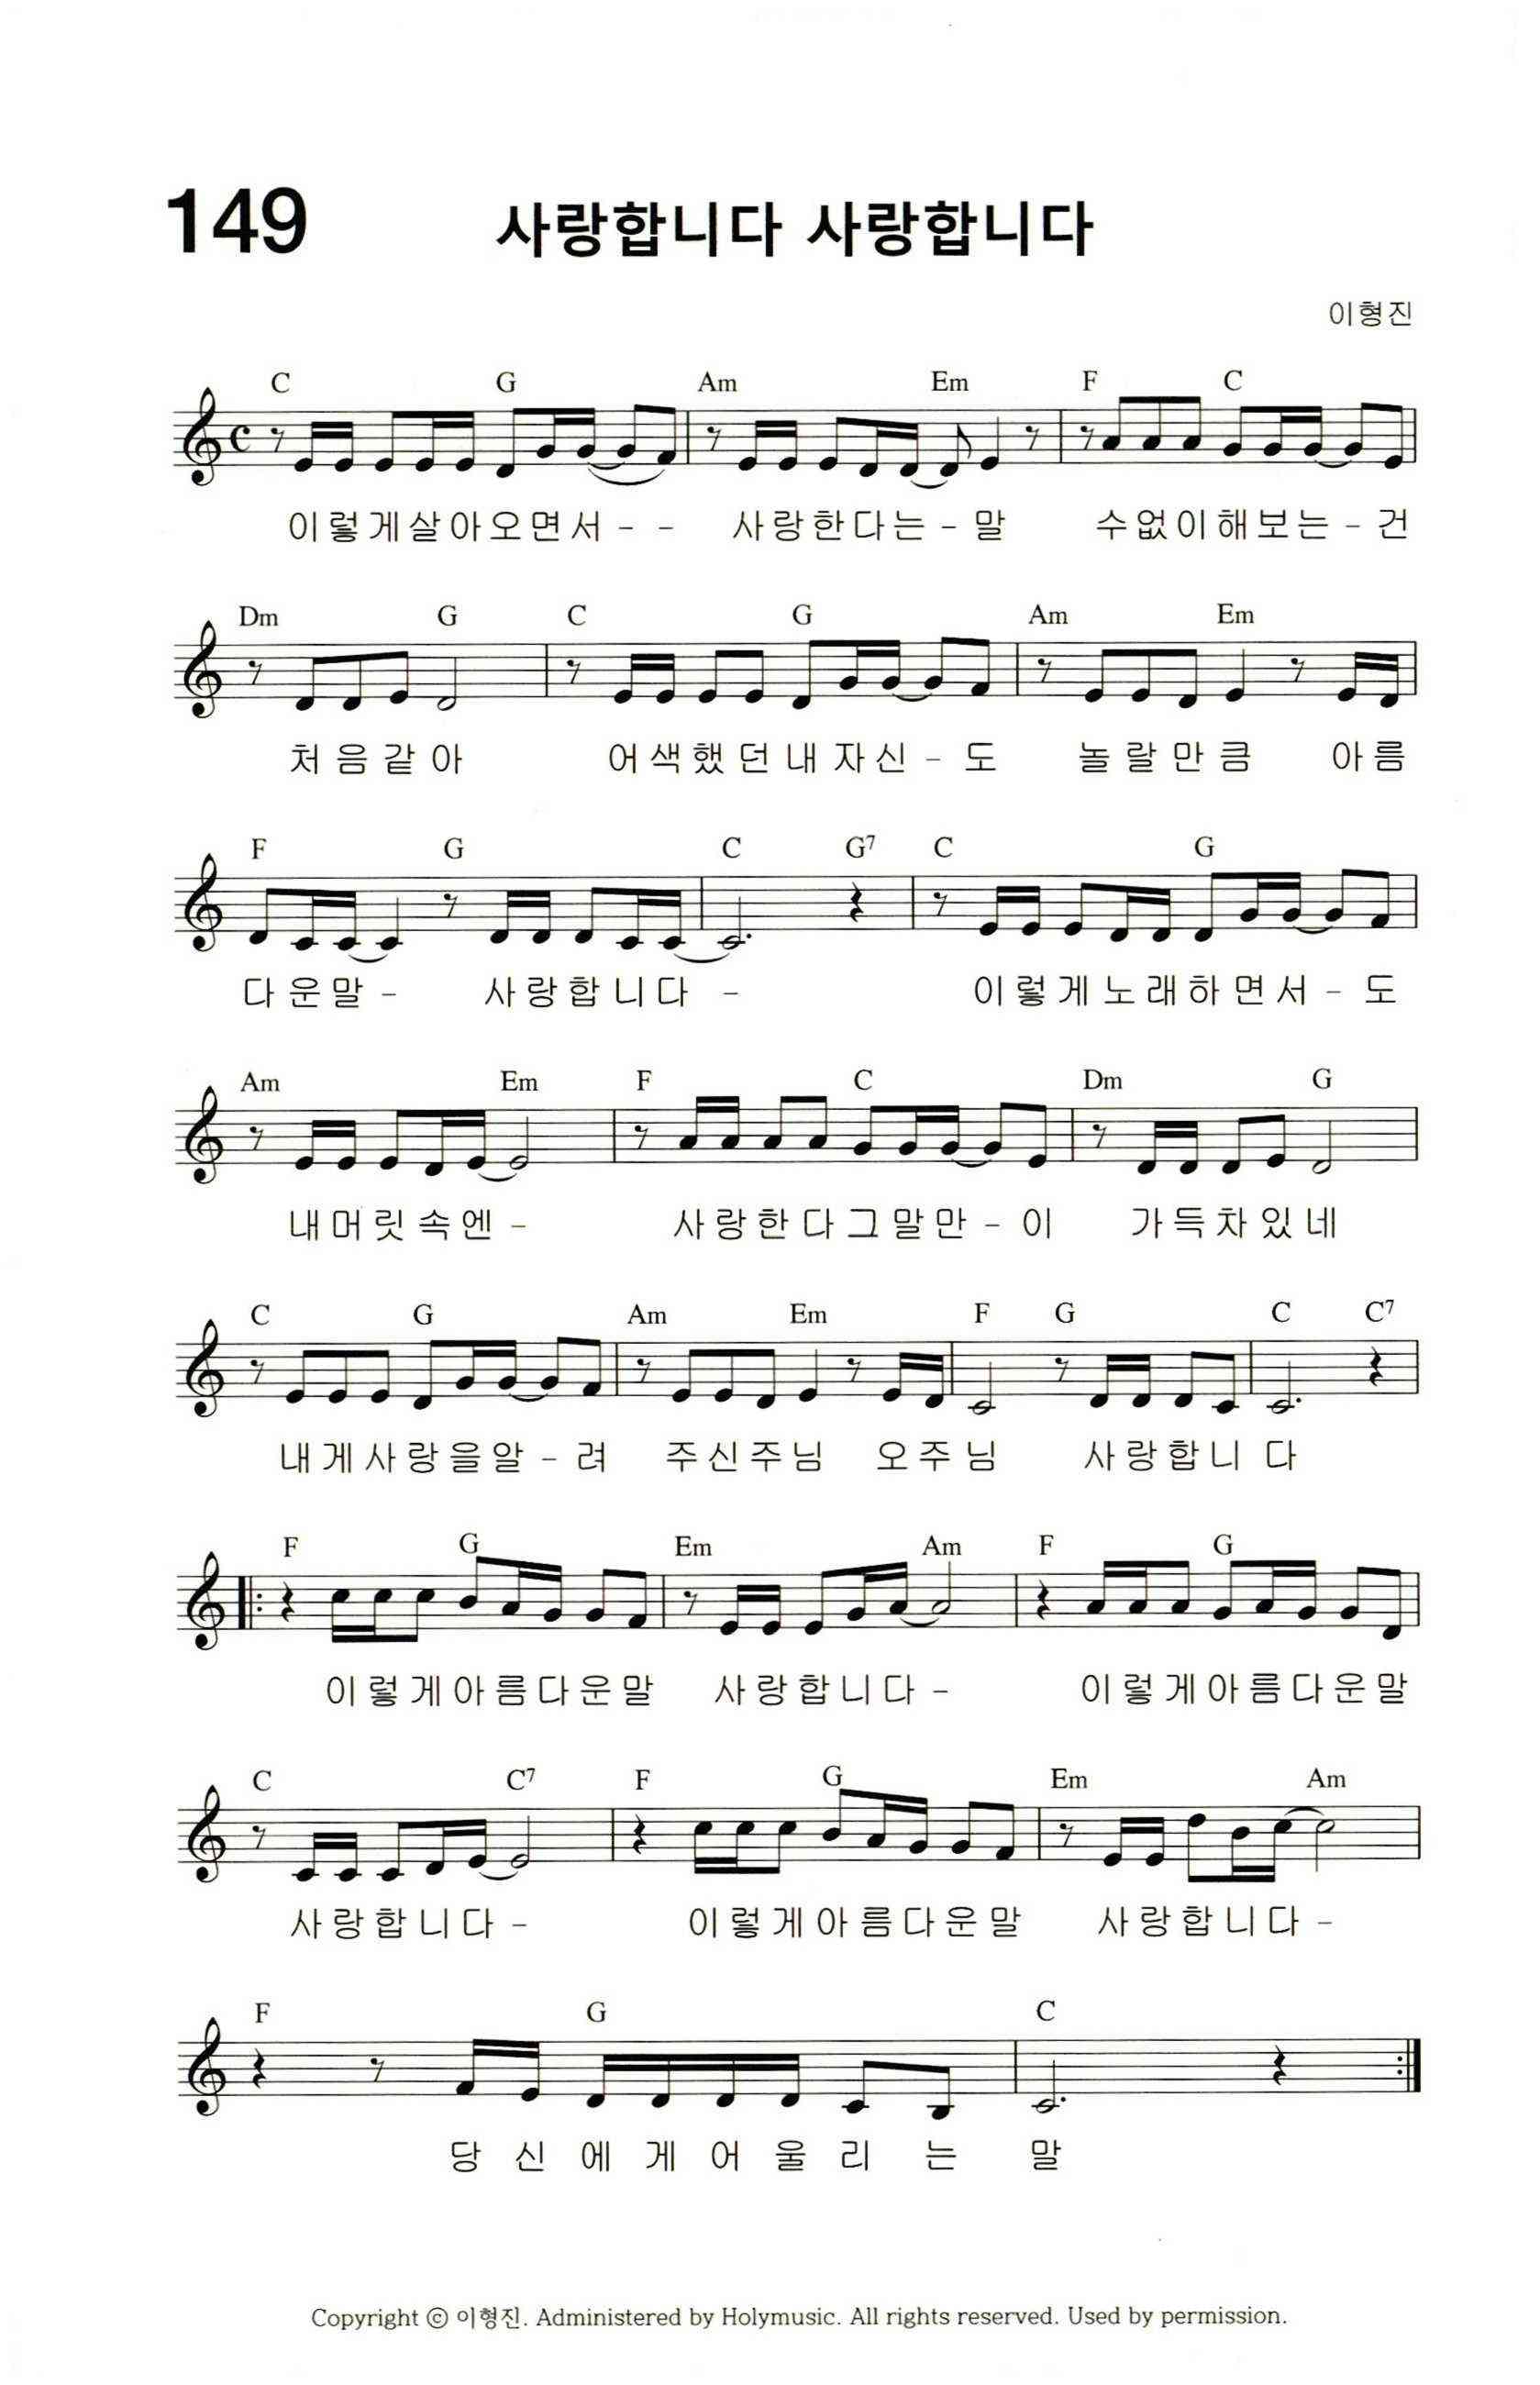 149
사랑합니다 사랑합니다
이형진
C G Am Em F C
이렇게살아오면서-- 사랑한다는-말 수없이해보는-건
Dm G C G Am Em
처음같아 어색했던내자신-도 놀랄만큼 아름
F G C G7 C G
다운말- 사랑합니다- 이렇게노래하면서-도
Am Em F C Dm G
내머릿속엔- 사랑한다그말만-이 가득차있네
C G Am Em F G C C7
내게사랑을알-려 주신주님 오주님 사랑합니다
F G Em Am F G
이렇게아름다운말 사랑합니다- 이렇게아름다운말
C C7 F G Em Am
사랑합니다- 이렇게아름다운말 사랑합니다-
F G C
당신에게어울리는말
Copyright ⓒ 이형진. Administered by Holymusic. All rights reserved. Used by permission.